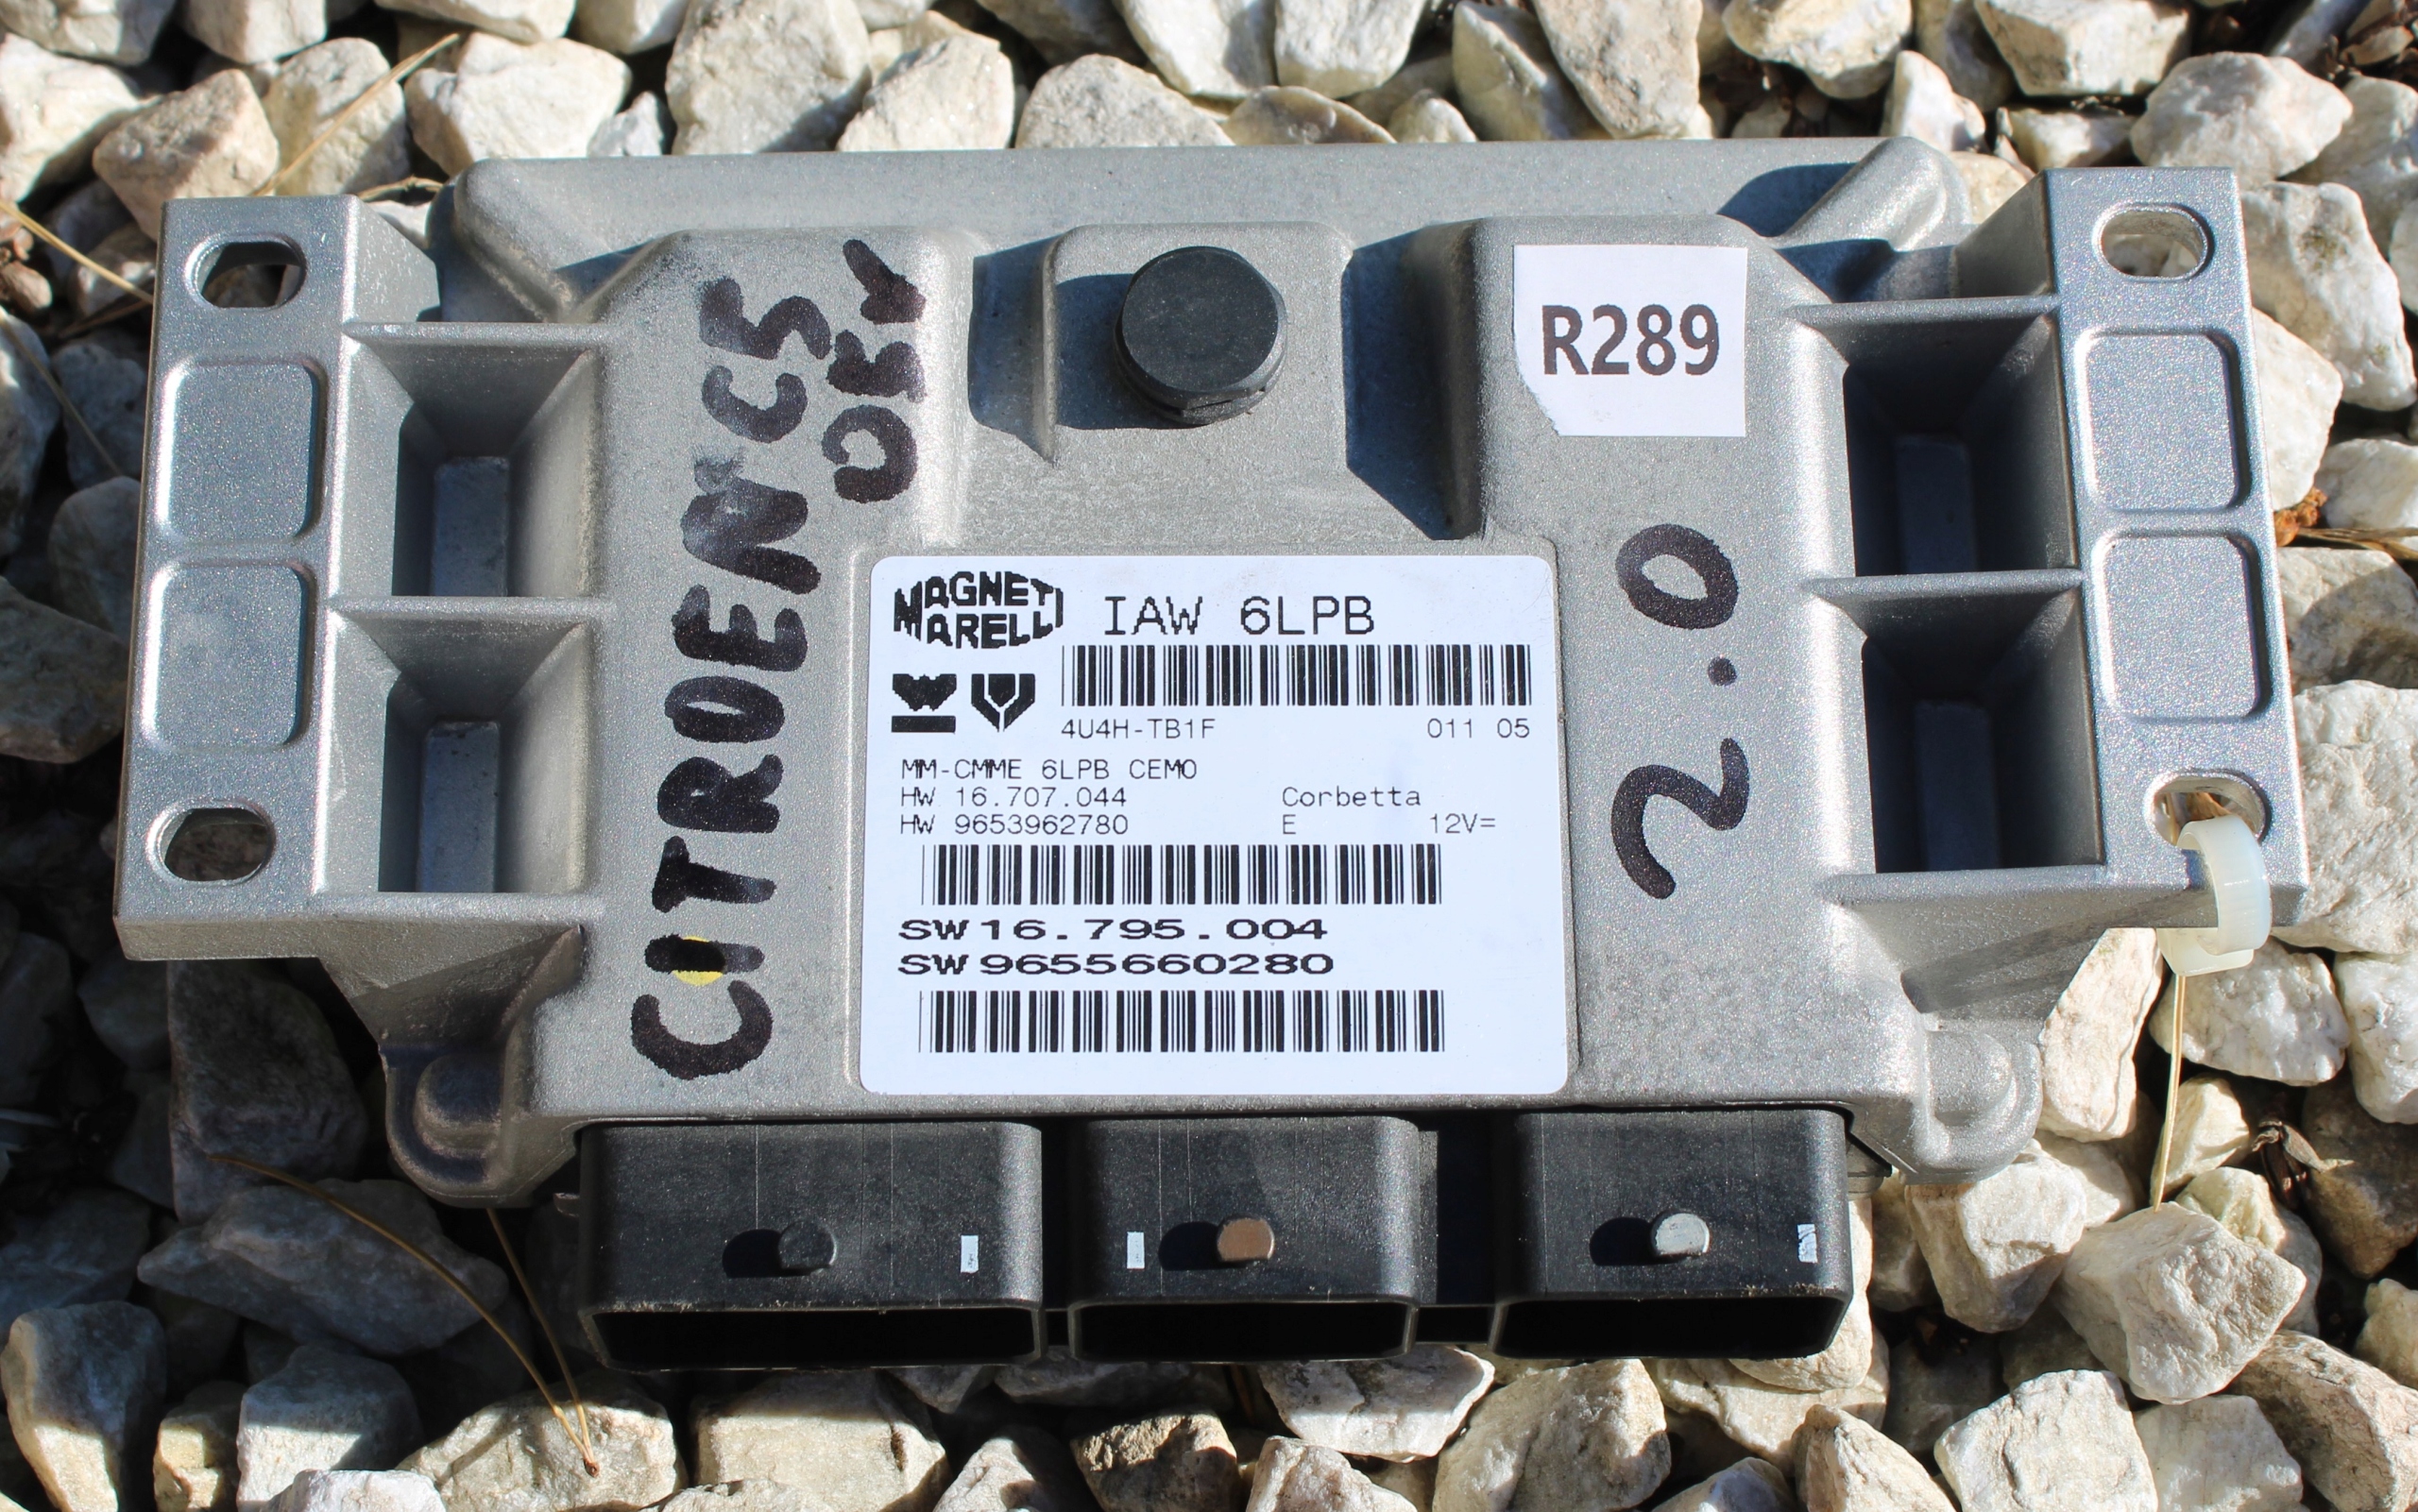 CITROEN C5
R289
2.0
MAGNETI MARELLI
IAW 6LPB
4U4H-TB1F 011 05
MM-CMME 6LPB CEMO
HW 16.707.044 Corbetta
HW 9653962780 E 12V=
SW 16.795.004
SW 9655660280